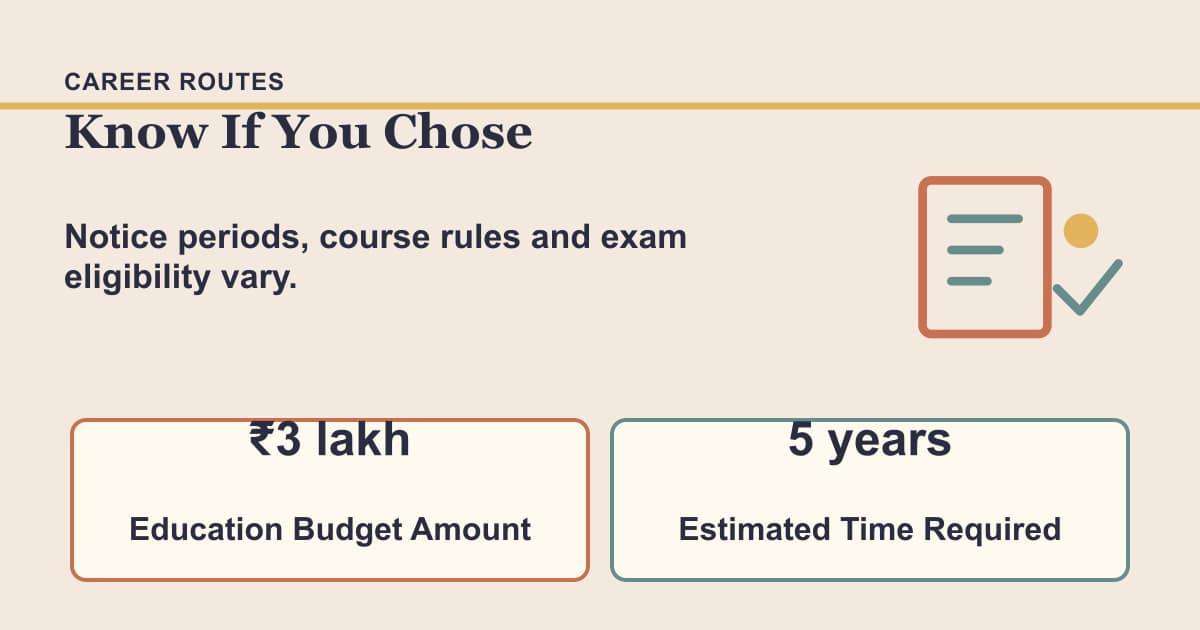 CAREER ROUTES
Know If You Chose
Notice periods, course rules and exam
eligibility vary.
₹3 lakh
Education Budget Amount
5 years
Estimated Time Required